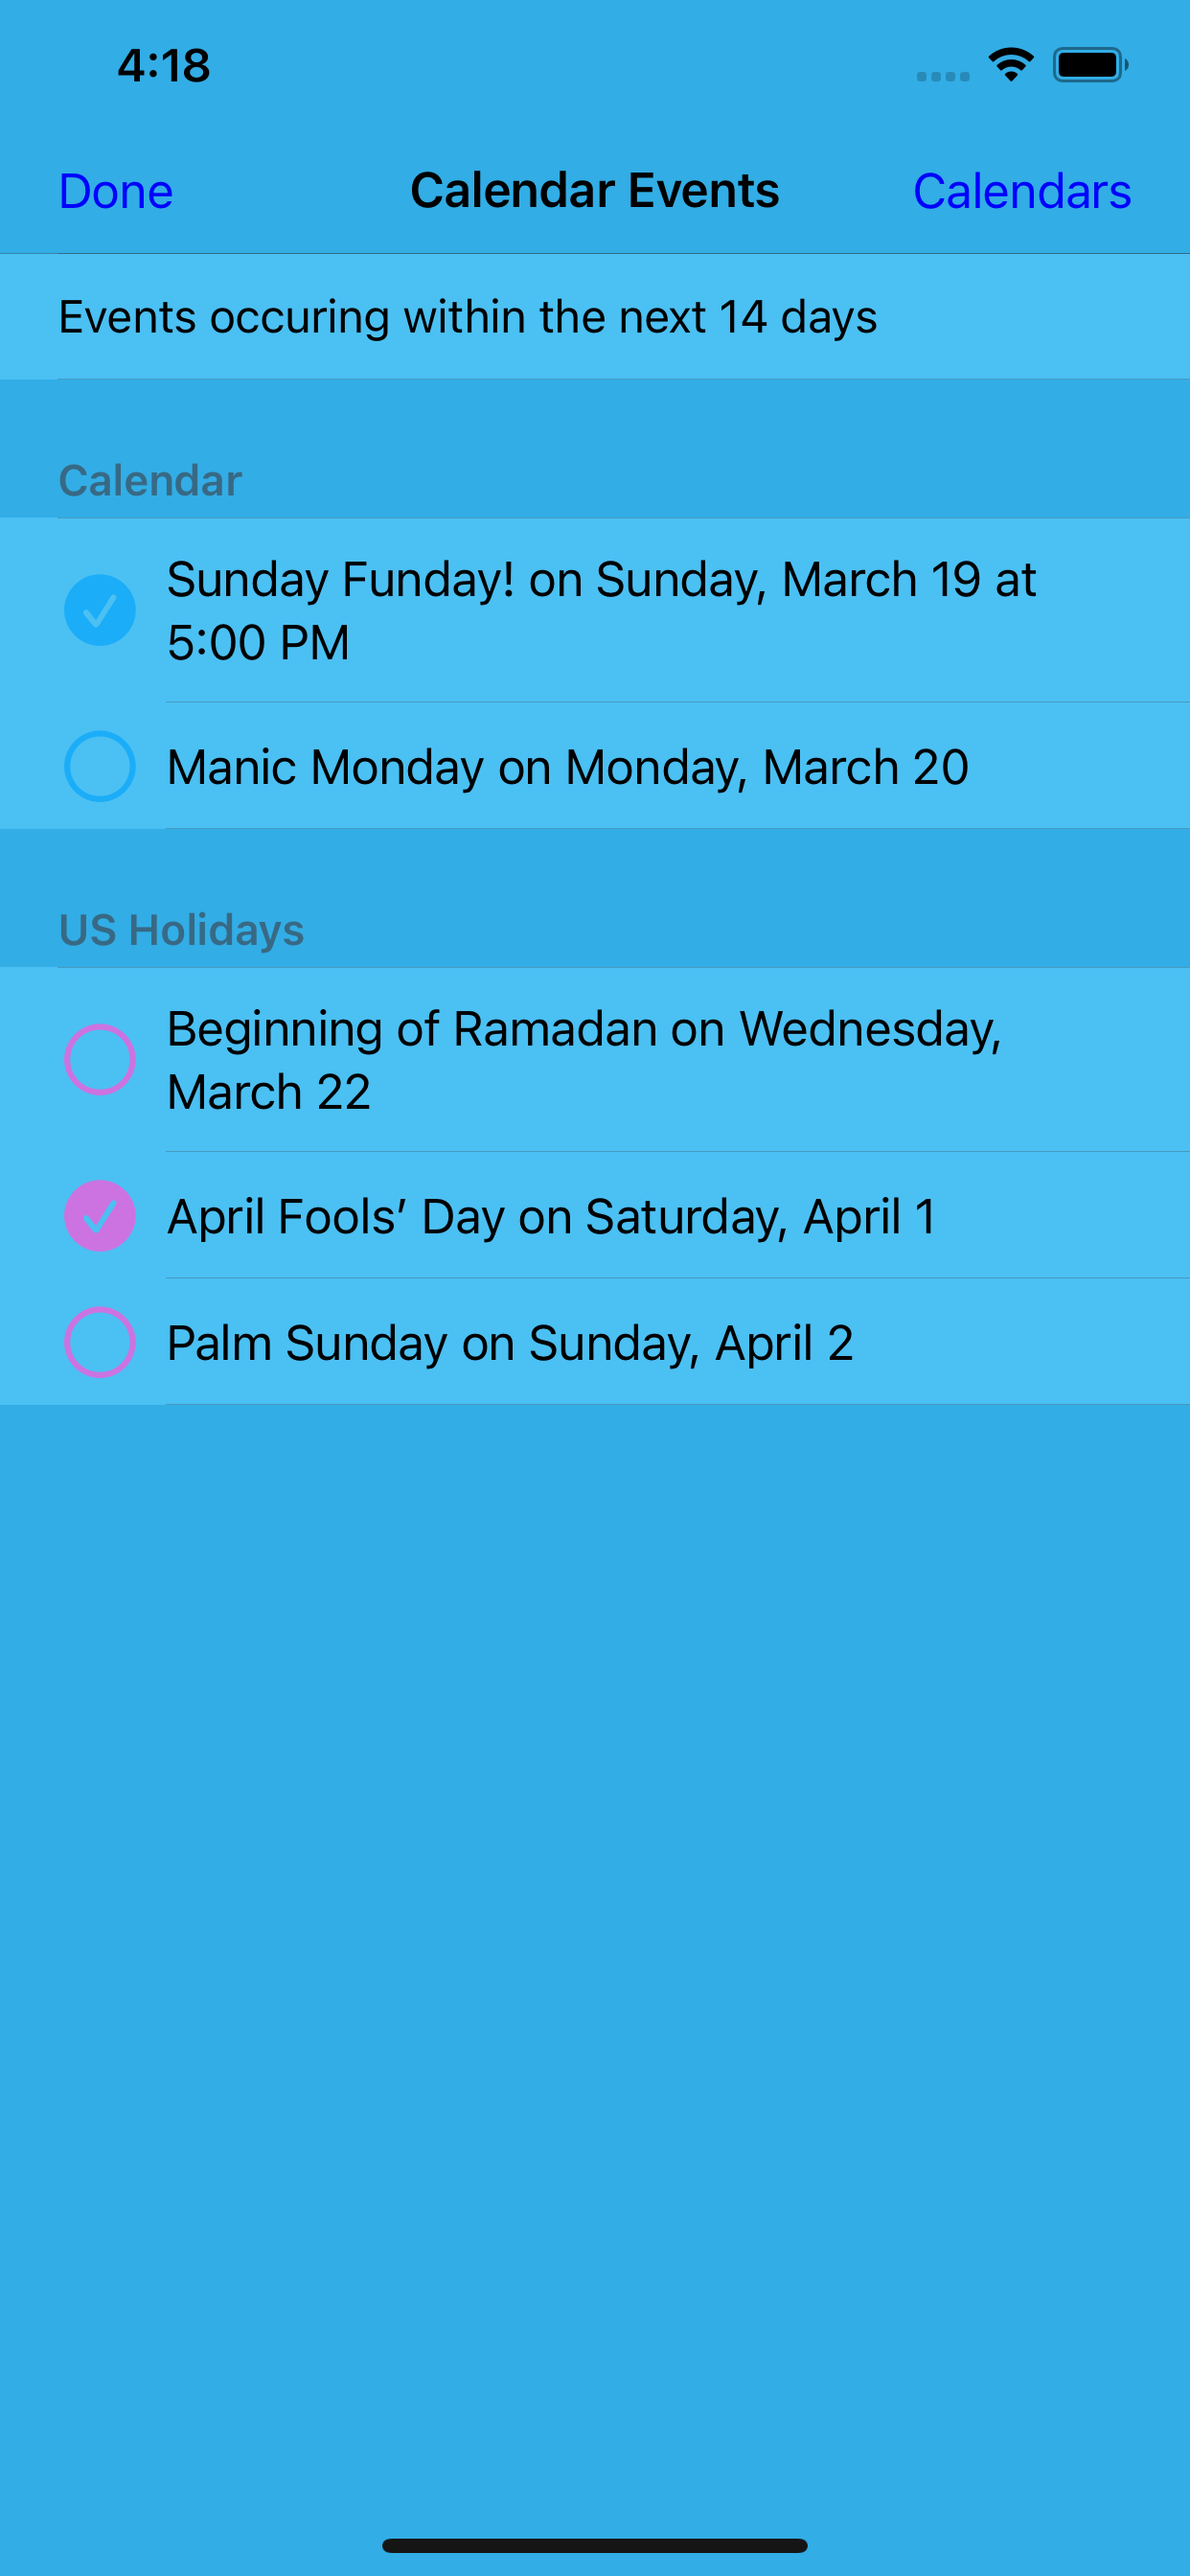 4:18
Done Calendar Events Calendars
Events occuring within the next 14 days
Calendar
Sunday Funday! on Sunday, March 19 at
5:00 PM
Manic Monday on Monday, March 20
US Holidays
Beginning of Ramadan on Wednesday,
March 22
April Fools’ Day on Saturday, April 1
Palm Sunday on Sunday, April 2